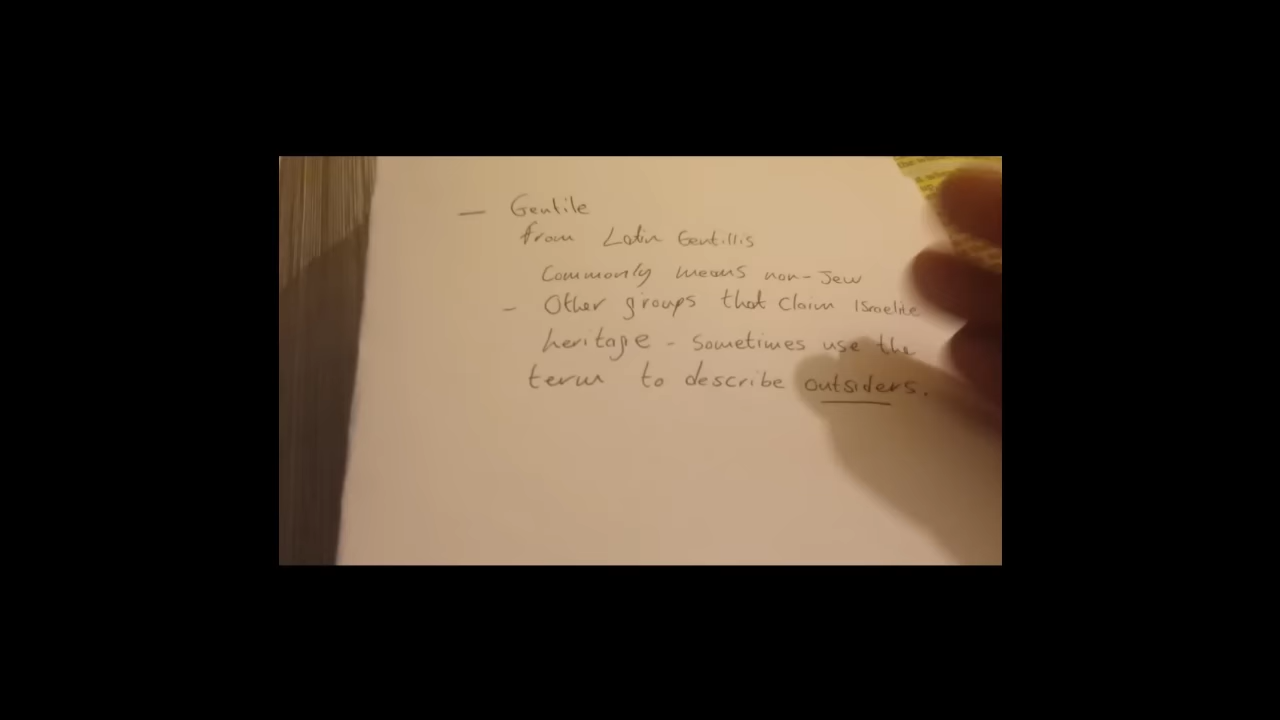 — Gentile
from Latin Gentillis
Commonly means non-Jew
- Other groups that claim Israelite
heritage - sometimes use the
term to describe outsiders.